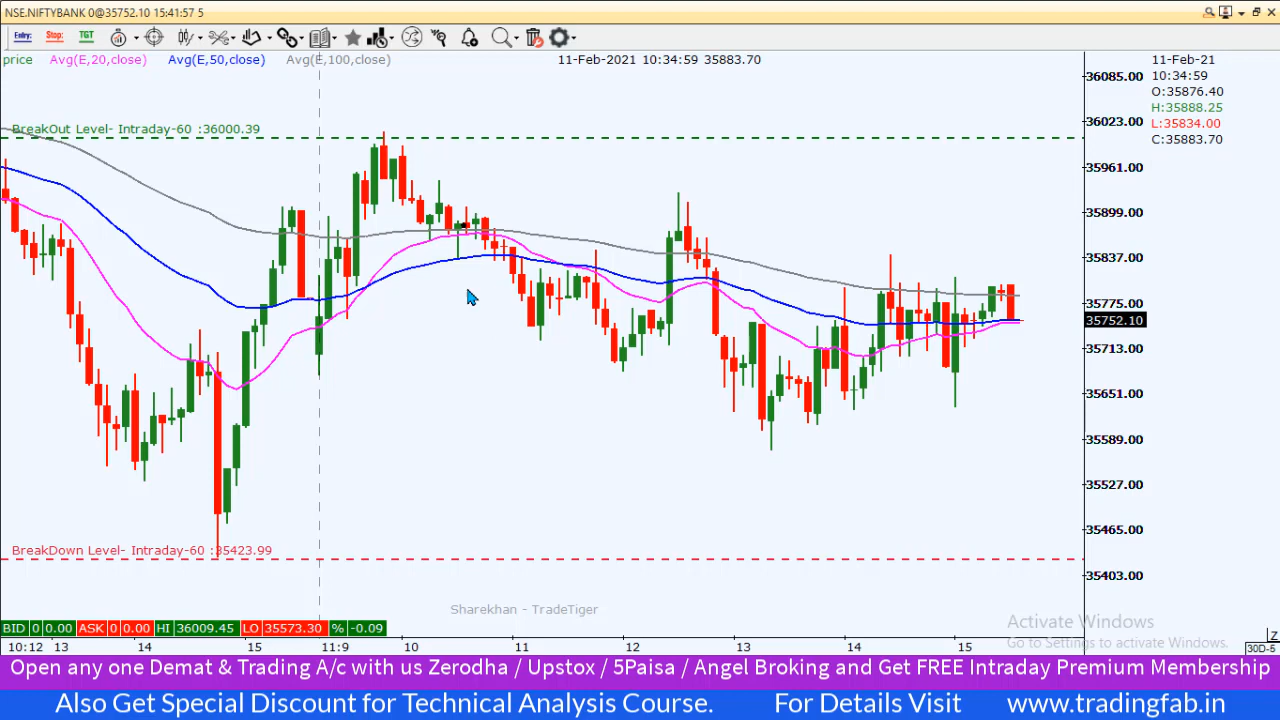 NSE.NIFTYBANK 0@35752.10 15:41:57 5
Entry: Stop: TGT
price Avg(E,20,close) Avg(E,50,close) Avg(E,100,close) 11-Feb-2021 10:34:59 35883.70 11-Feb-21
10:34:59
O:35876.40
H:35888.25
L:35834.00
C:35883.70
36085.00
BreakOut Level- Intraday-60 :36000.39
36023.00
35961.00
35899.00
35837.00
35775.00
35752.10
35713.00
35651.00
35589.00
35527.00
35465.00
BreakDown Level- Intraday-60 :35423.99
35403.00
Sharekhan - TradeTiger
BID 0 0.00 ASK 0 0.00 HI 36009.45 LO 35573.30 % -0.09
Activate Windows
Go to Settings to activate Windows.
10:12 13 14 15 11:9 10 11 12 13 14 15 30D-5
Z
Open any one Demat & Trading A/c with us Zerodha / Upstox / 5Paisa / Angel Broking and Get FREE Intraday Premium Membership
Also Get Special Discount for Technical Analysis Course. For Details Visit www.tradingfab.in